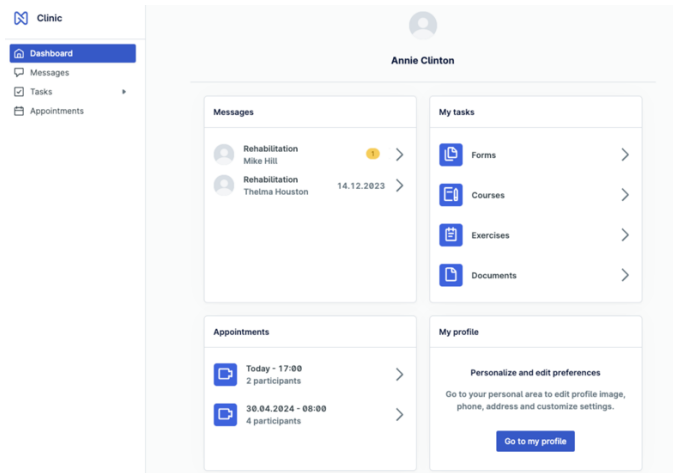 Clinic
Dashboard
Messages
Tasks
Appointments
Annie Clinton
Messages
Rehabilitation
Mike Hill
1
Rehabilitation
Thelma Houston
14.12.2023
My tasks
Forms
Courses
Exercises
Documents
Appointments
Today - 17:00
2 participants
30.04.2024 - 08:00
4 participants
My profile
Personalize and edit preferences
Go to your personal area to edit profile image,
phone, address and customize settings.
Go to my profile